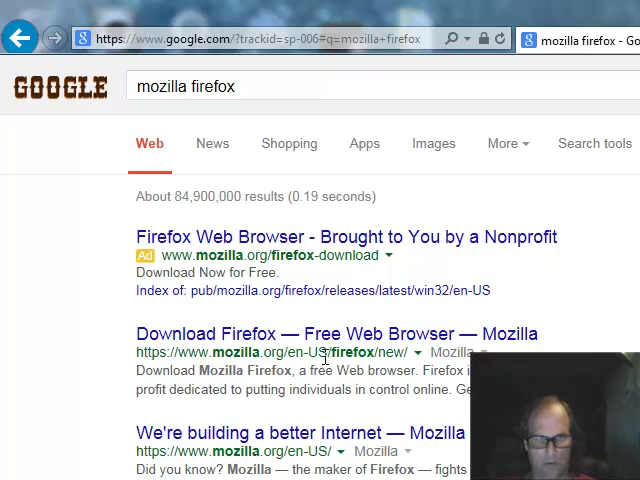 https://www.google.com/?trackid=sp-006#q=mozilla+firefox
mozilla firefox - Go
GOOGLE
mozilla firefox
Web News Shopping Apps Images More Search tools
About 84,900,000 results (0.19 seconds)
Firefox Web Browser - Brought to You by a Nonprofit
Ad www.mozilla.org/firefox-download
Download Now for Free.
Index of: pub/mozilla.org/firefox/releases/latest/win32/en-US
Download Firefox — Free Web Browser — Mozilla
https://www.mozilla.org/en-US/firefox/new/ Mozilla
Download Mozilla Firefox, a free Web browser. Firefox i
profit dedicated to putting individuals in control online. Ge
We're building a better Internet — Mozilla
https://www.mozilla.org/en-US/ Mozilla
Did you know? Mozilla — the maker of Firefox — fights